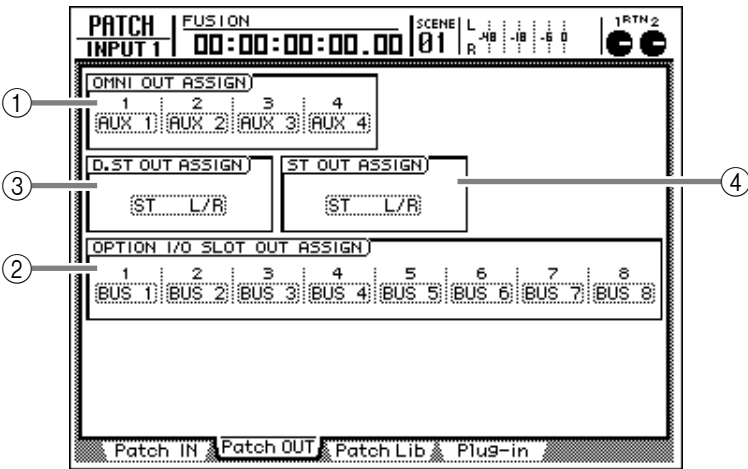 PATCH
INPUT 1
FUSION
00:00:00:00.00
SCENE
01
L
R
-48 -18 -6 0
1 RTN 2
OMNI OUT ASSIGN
1 2 3 4
AUX 1 AUX 2 AUX 3 AUX 4
①
D.ST OUT ASSIGN
ST L/R
③
ST OUT ASSIGN
ST L/R
④
OPTION I/O SLOT OUT ASSIGN
②
1 2 3 4 5 6 7 8
BUS 1 BUS 2 BUS 3 BUS 4 BUS 5 BUS 6 BUS 7 BUS 8
Patch IN Patch OUT Patch Lib Plug-in